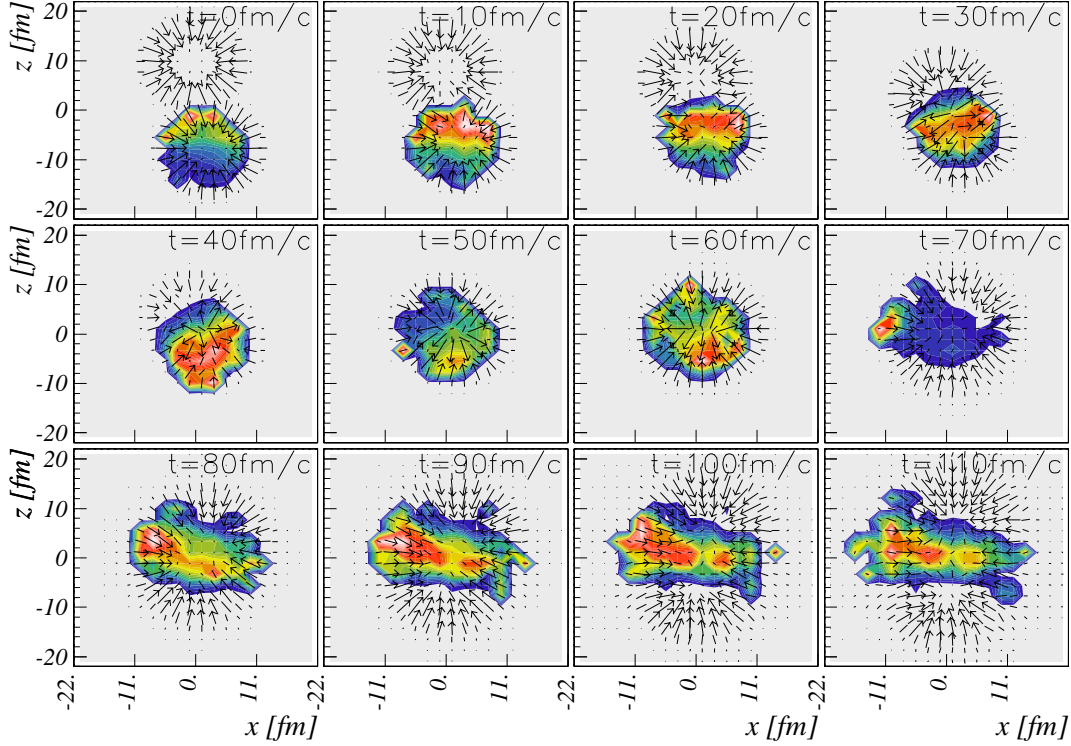 t=0fm/c t=10fm/c t=20fm/c t=30fm/c
z [fm]
20
10
0
-10
-20
t=40fm/c t=50fm/c t=60fm/c t=70fm/c
z [fm]
20
10
0
-10
-20
t=80fm/c t=90fm/c t=100fm/c t=110fm/c
z [fm]
20
10
0
-10
-20
-22. -11. 0. 11. -22. -11. 0. 11. -22. -11. 0. 11. -22. -11. 0. 11. 22.
x [fm] x [fm] x [fm] x [fm]